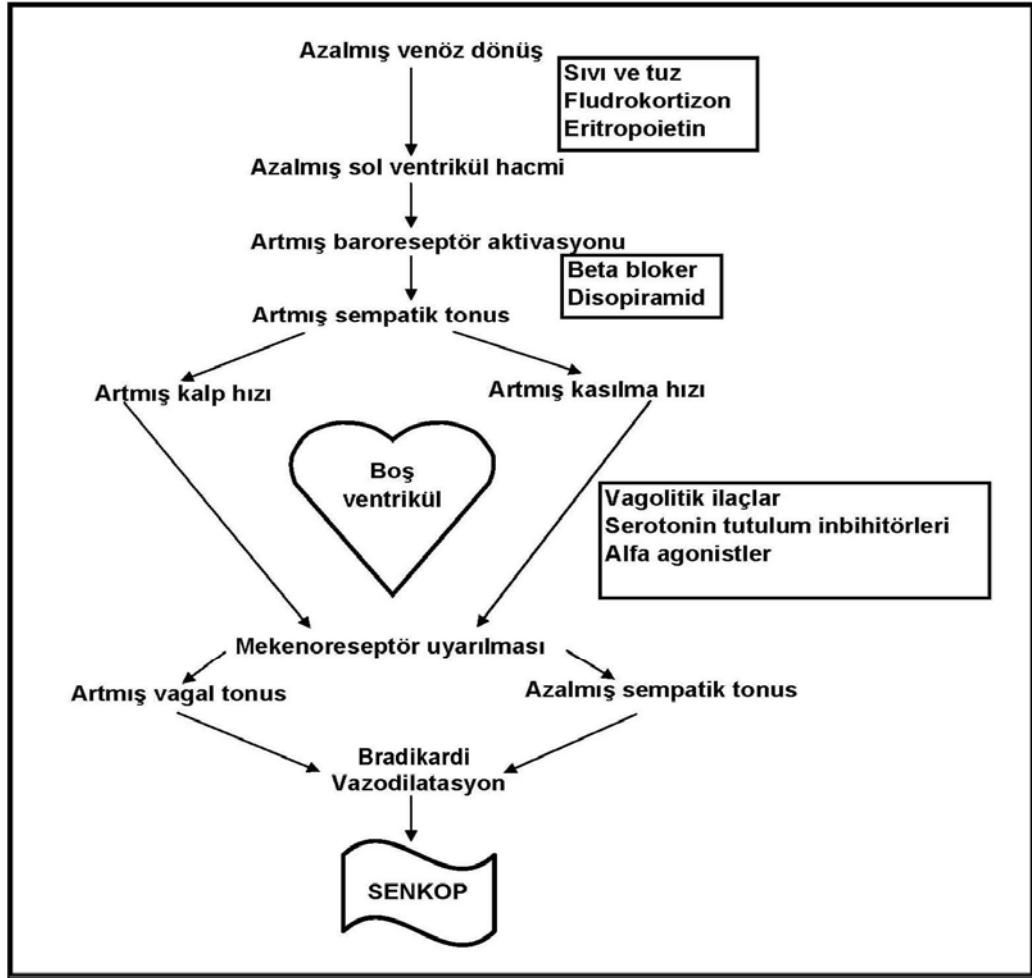 Azalmış venöz dönüş
Sıvı ve tuz
Fludrokortizon
Eritropoietin
Azalmış sol ventrikül hacmi
Artmış baroreseptör aktivasyonu
Beta bloker
Disopiramid
Artmış sempatik tonus
Artmış kalp hızı
Artmış kasılma hızı
Boş
ventrikül
Vagolitik ilaçlar
Serotonin tutulum inbihitörleri
Alfa agonistler
Mekenoreseptör uyarılması
Artmış vagal tonus
Azalmış sempatik tonus
Bradikardi
Vazodilatasyon
SENKOP